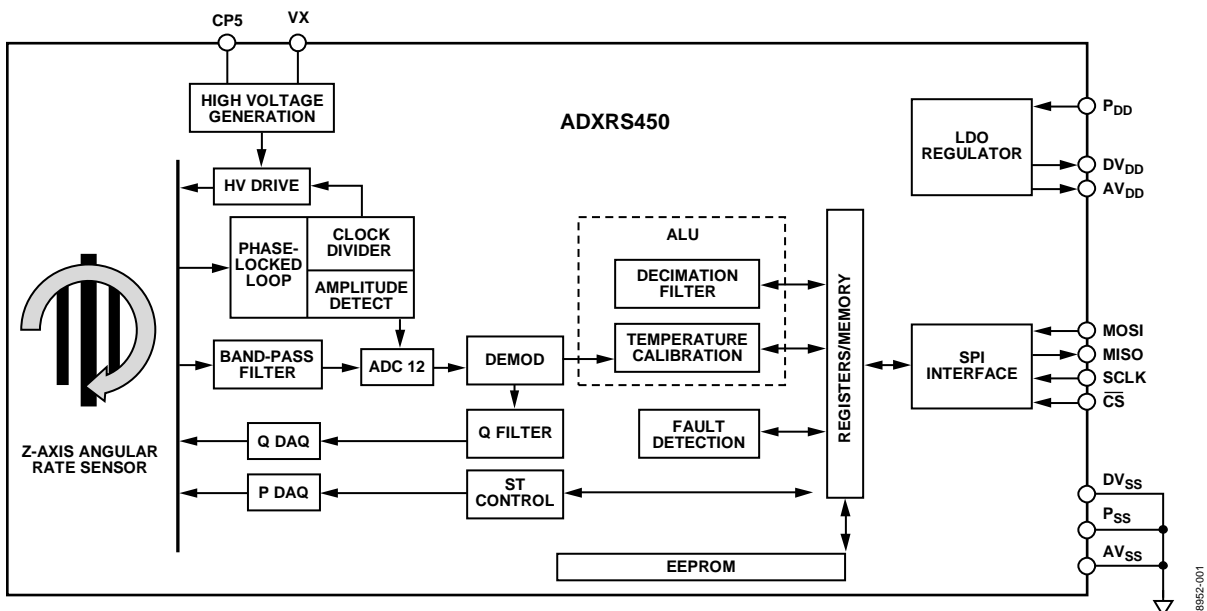 CP5
VX
HIGH VOLTAGE
GENERATION
ADXRS450
LDO
REGULATOR
PDD
DVDD
AVDD
HV DRIVE
PHASE-
LOCKED
LOOP
CLOCK
DIVIDER
AMPLITUDE
DETECT
ALU
DECIMATION
FILTER
TEMPERATURE
CALIBRATION
BAND-PASS
FILTER
ADC 12
DEMOD
REGISTERS/MEMORY
SPI
INTERFACE
MOSI
MISO
SCLK
C̅S̅
Z-AXIS ANGULAR
RATE SENSOR
Q DAQ
Q FILTER
FAULT
DETECTION
P DAQ
ST
CONTROL
EEPROM
DVSS
PSS
AVSS
8952-001